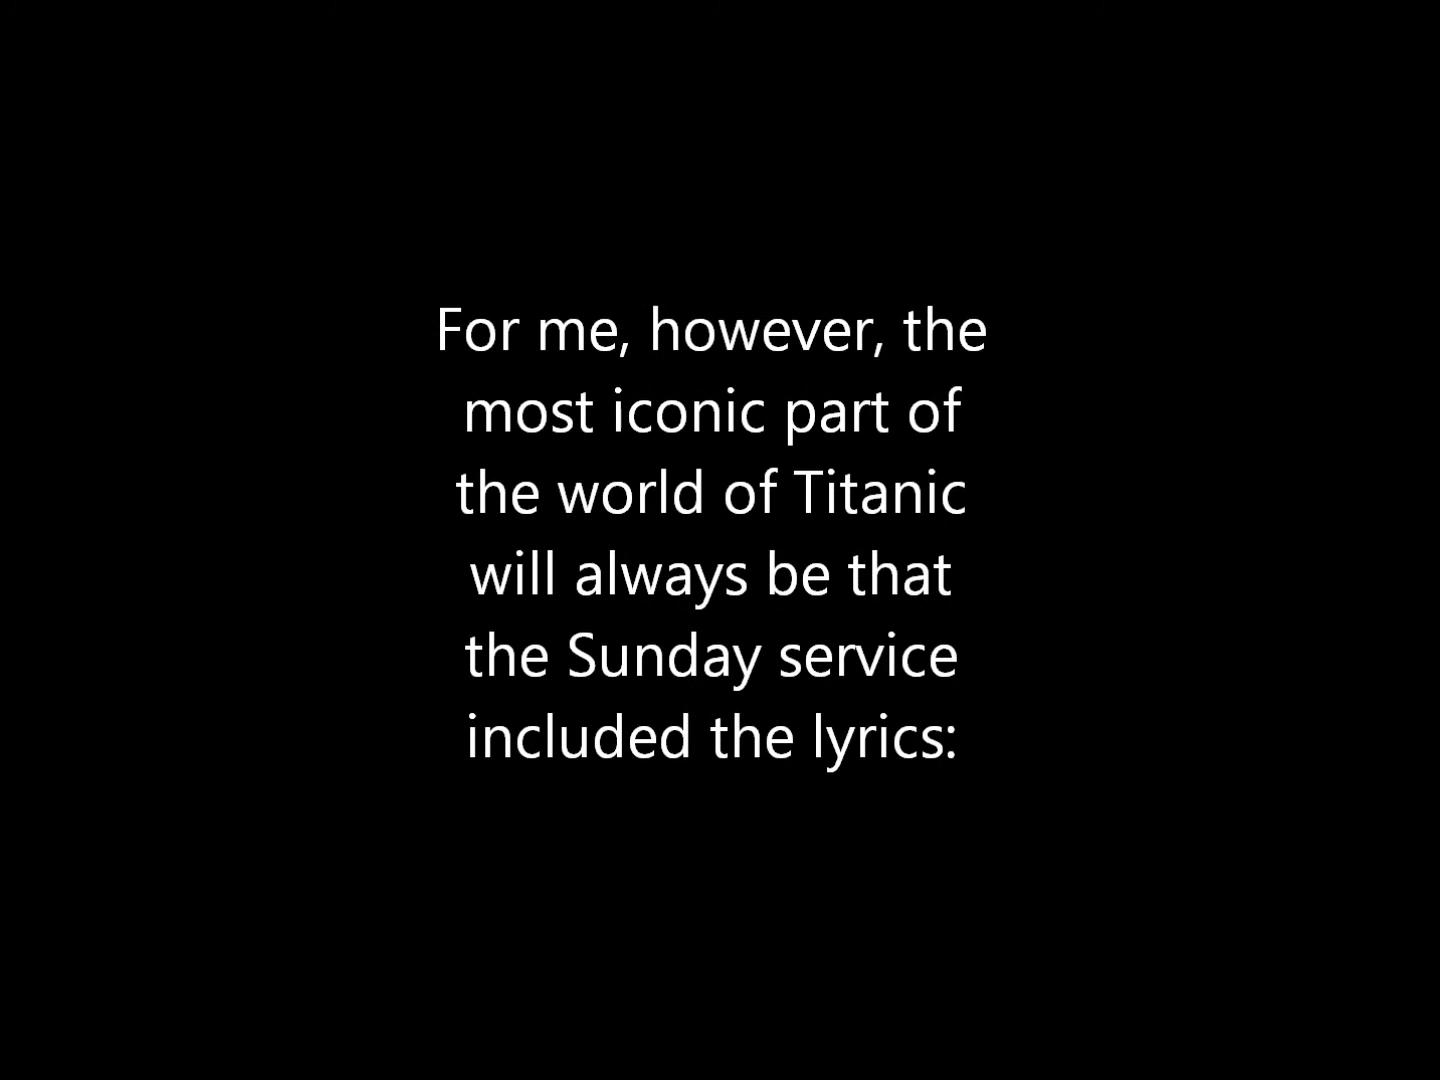 For me, however, the
most iconic part of
the world of Titanic
will always be that
the Sunday service
included the lyrics: